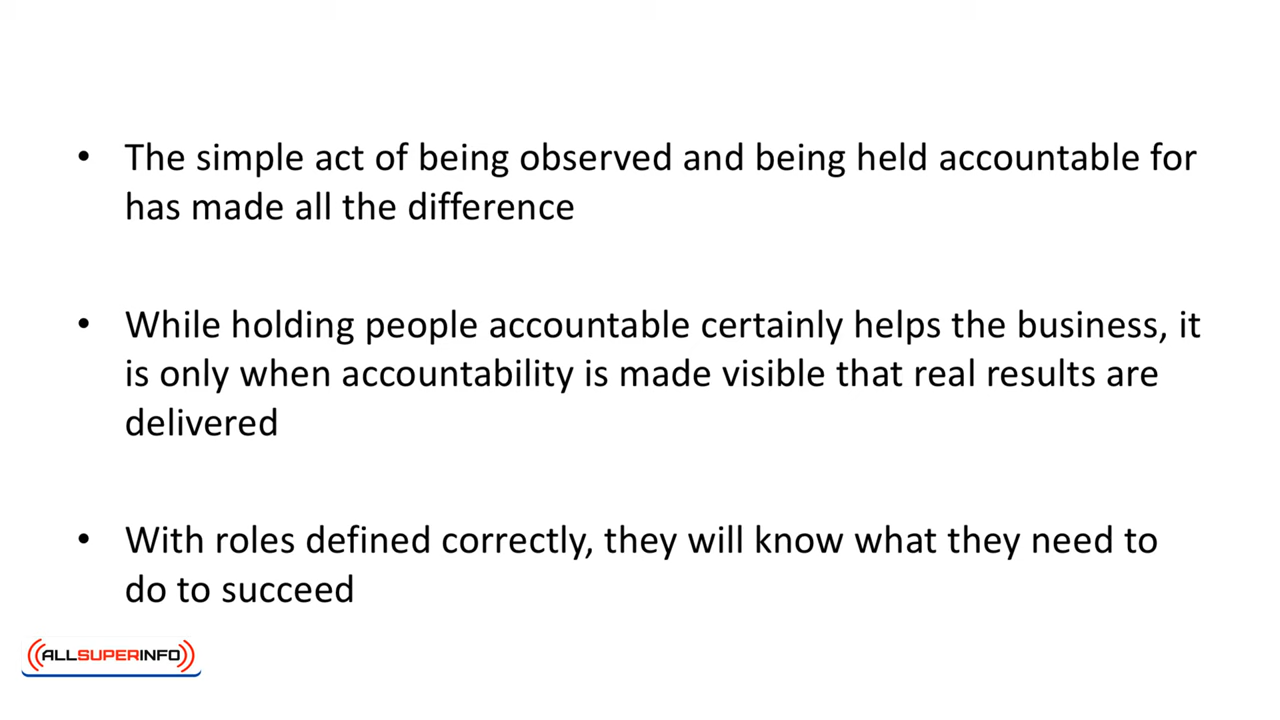 • The simple act of being observed and being held accountable for
has made all the difference
• While holding people accountable certainly helps the business, it
is only when accountability is made visible that real results are
delivered
• With roles defined correctly, they will know what they need to
do to succeed
((ALLSUPERINFO))